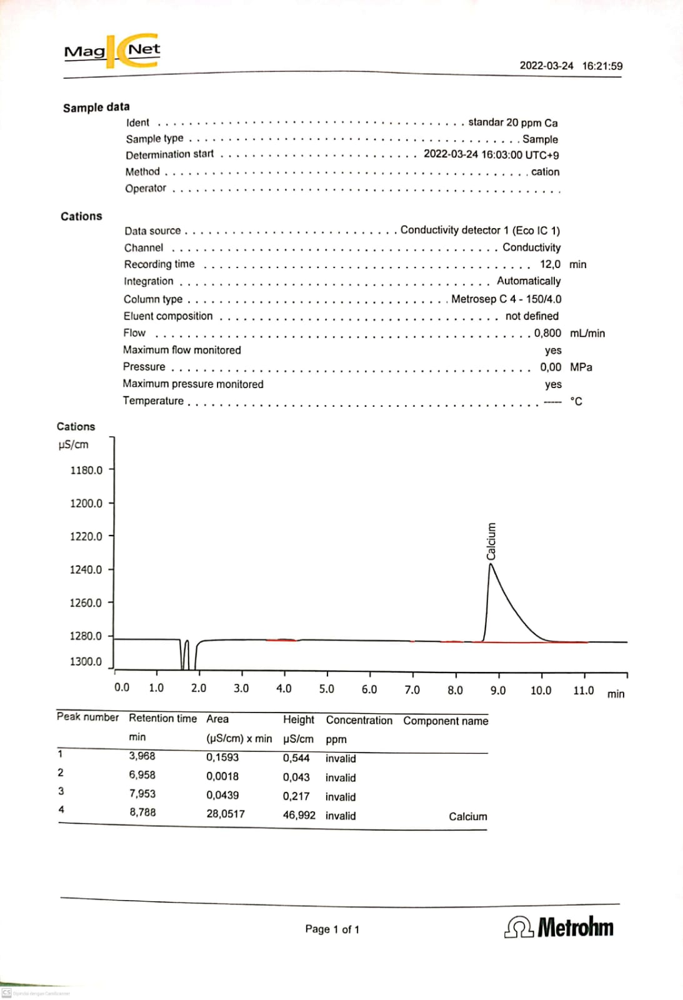 Mag IC Net
2022-03-24 16:21:59
Sample data
Ident . . . . . . . . . . . . . . . . . . . . . . . . . . . . . . . . . . . . . . . standar 20 ppm Ca
Sample type . . . . . . . . . . . . . . . . . . . . . . . . . . . . . . . . . . . . . . . . . . Sample
Determination start . . . . . . . . . . . . . . . . . . . . . . . . . 2022-03-24 16:03:00 UTC+9
Method . . . . . . . . . . . . . . . . . . . . . . . . . . . . . . . . . . . . . . . . . . . . . . cation
Operator . . . . . . . . . . . . . . . . . . . . . . . . . . . . . . . . . . . . . . . . . . . . . . . . .
Cations
Data source . . . . . . . . . . . . . . . . . . . . . . . . . . . Conductivity detector 1 (Eco IC 1)
Channel . . . . . . . . . . . . . . . . . . . . . . . . . . . . . . . . . . . . . . . . . Conductivity
Recording time . . . . . . . . . . . . . . . . . . . . . . . . . . . . . . . . . . . . . . . . . 12,0 min
Integration . . . . . . . . . . . . . . . . . . . . . . . . . . . . . . . . . . . . . . . Automatically
Column type . . . . . . . . . . . . . . . . . . . . . . . . . . . . . . . . . Metrosep C 4 - 150/4.0
Eluent composition . . . . . . . . . . . . . . . . . . . . . . . . . . . . . . . . . . . not defined
Flow . . . . . . . . . . . . . . . . . . . . . . . . . . . . . . . . . . . . . . . . . . . . . . . 0,800 mL/min
Maximum flow monitored yes
Pressure . . . . . . . . . . . . . . . . . . . . . . . . . . . . . . . . . . . . . . . . . . . . . 0,00 MPa
Maximum pressure monitored yes
Temperature . . . . . . . . . . . . . . . . . . . . . . . . . . . . . . . . . . . . . . . . . . . . ----- °C
Cations
µS/cm
1180.0
1200.0
1220.0
1240.0
1260.0
1280.0
1300.0
Calcium
0.0 1.0 2.0 3.0 4.0 5.0 6.0 7.0 8.0 9.0 10.0 11.0 min
Peak number Retention time Area Height Concentration Component name
min (µS/cm) x min µS/cm ppm
1 3,968 0,1593 0,544 invalid
2 6,958 0,0018 0,043 invalid
3 7,953 0,0439 0,217 invalid
4 8,788 28,0517 46,992 invalid Calcium
Page 1 of 1
Metrohm
CS Dipindai dengan CamScanner